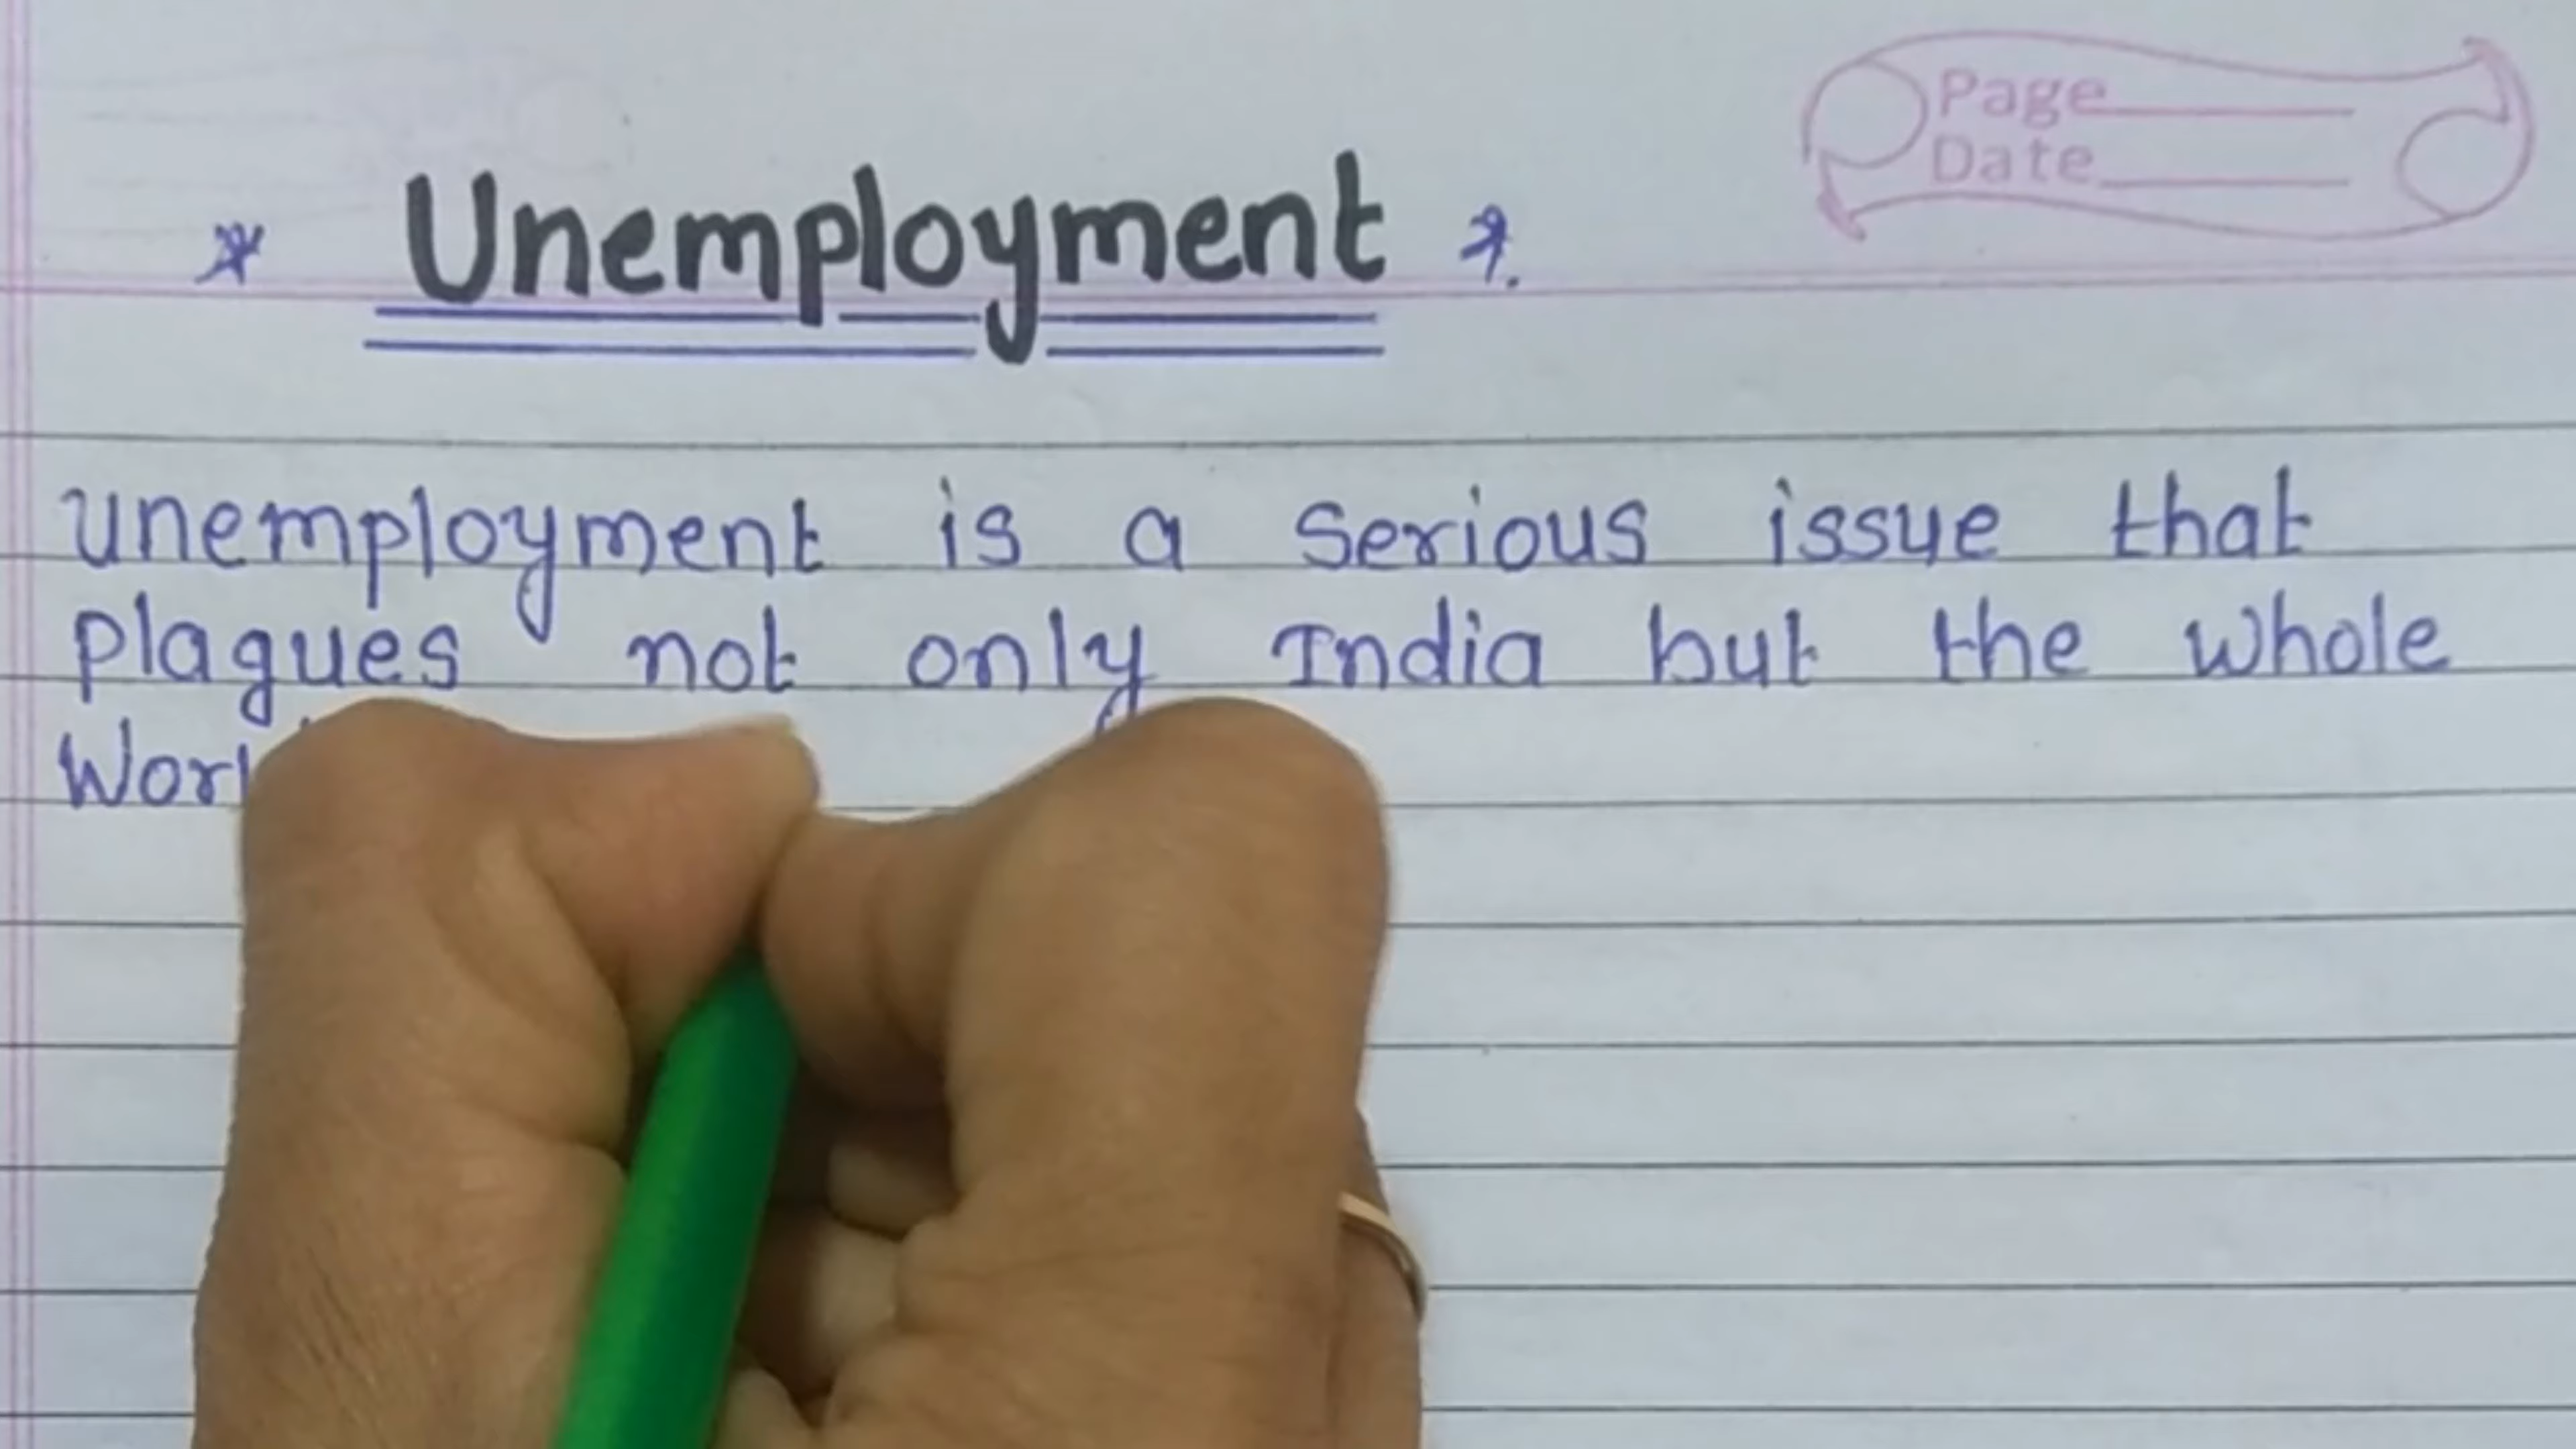 Page
Date
* Unemployment *.
unemployment is a serious issue that
plagues not only India but the whole